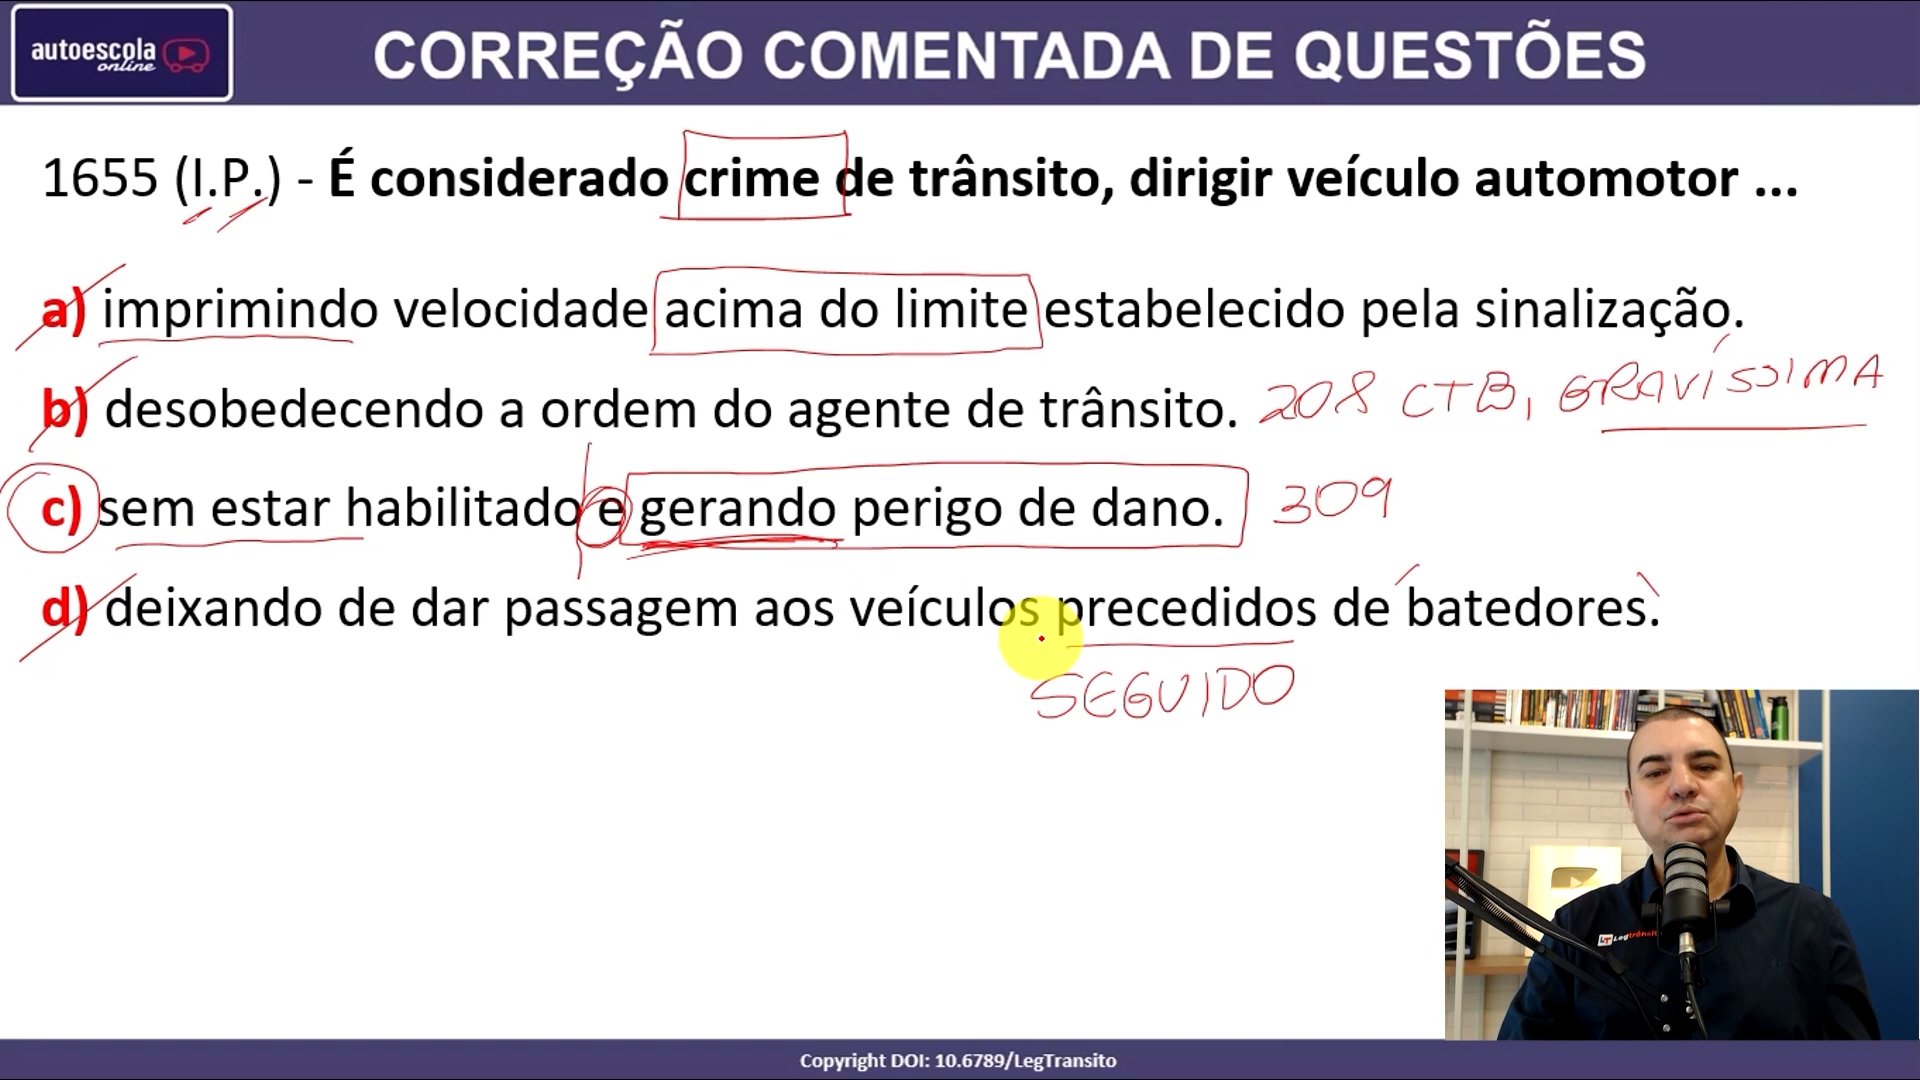 autoescola
online
CORREÇÃO COMENTADA DE QUESTÕES
1655 (I.P.) - É considerado crime de trânsito, dirigir veículo automotor ...
a) imprimindo velocidade acima do limite estabelecido pela sinalização.
b) desobedecendo a ordem do agente de trânsito. 208 CTB, GRAVÍSSIMA
c) sem estar habilitado e gerando perigo de dano. 309
d) deixando de dar passagem aos veículos precedidos de batedores.
SEGUIDO
LT Legtrânsito
Copyright DOI: 10.6789/LegTransito